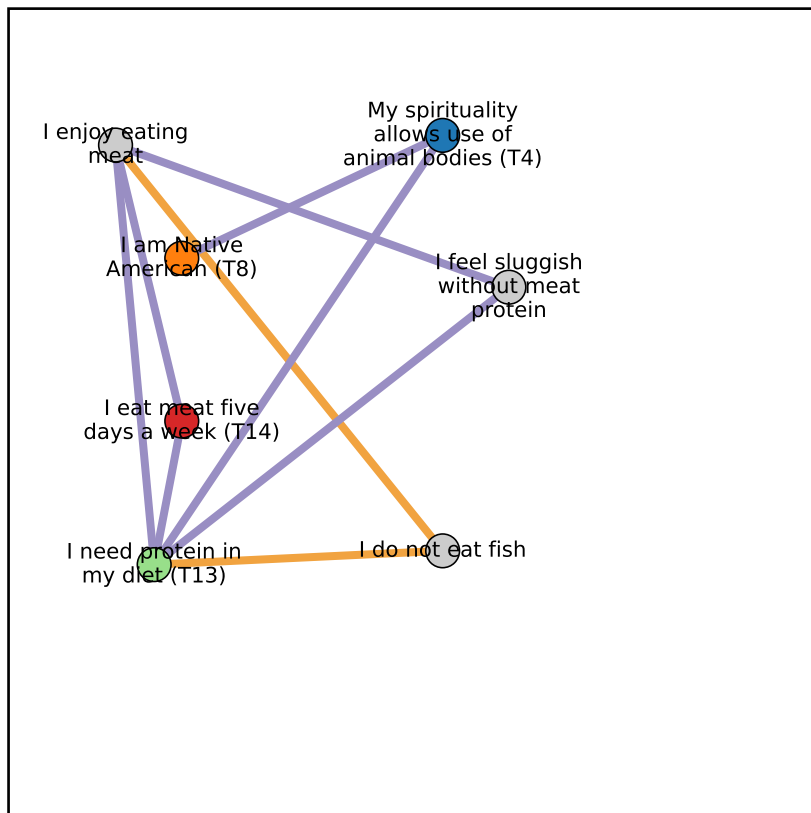 My spirituality
allows use of
animal bodies (T4)
I enjoy eating
meat
I am Native
American (T8)
I feel sluggish
without meat
protein
I eat meat five
days a week (T14)
I need protein in
my diet (T13)
I do not eat fish